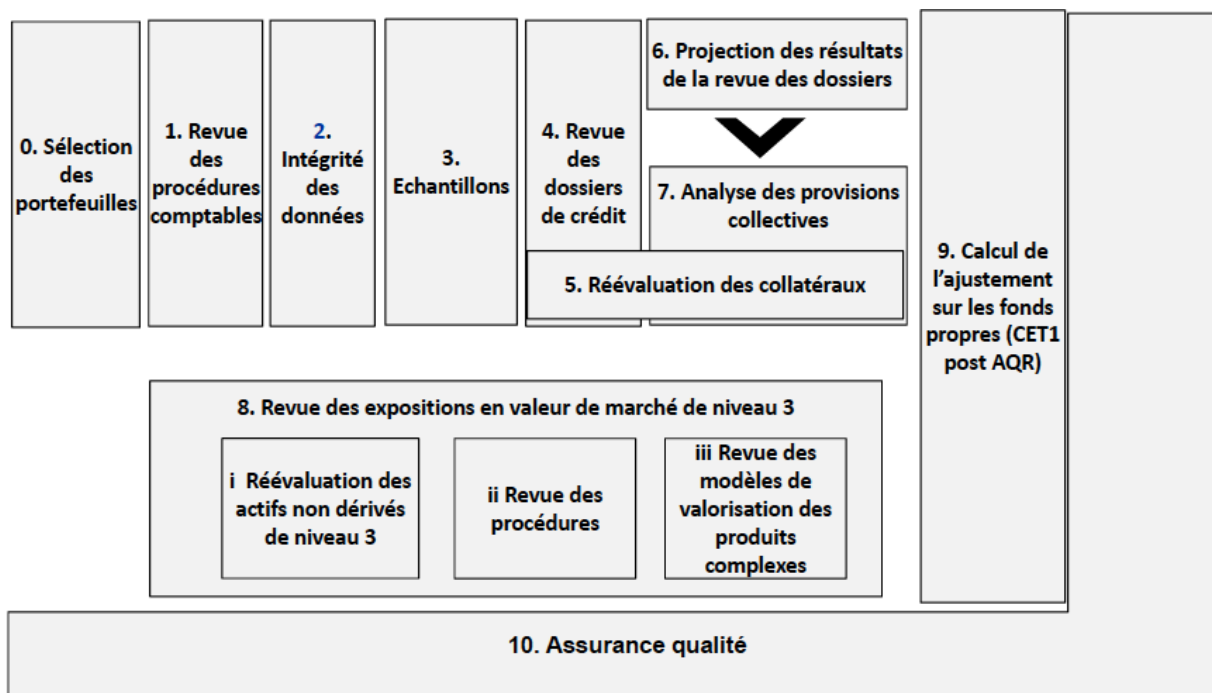 0. Sélection
des
portefeuilles
1. Revue
des
procédures
comptables
2.
Intégrité
des
données
3.
Echantillons
4. Revue
des
dossiers
de crédit
6. Projection des résultats
de la revue des dossiers
7. Analyse des provisions
collectives
5. Réévaluation des collatéraux
9. Calcul de
l’ajustement
sur les fonds
propres (CET1
post AQR)
8. Revue des expositions en valeur de marché de niveau 3
i Réévaluation des
actifs non dérivés
de niveau 3
ii Revue des
procédures
iii Revue des
modèles de
valorisation des
produits
complexes
10. Assurance qualité